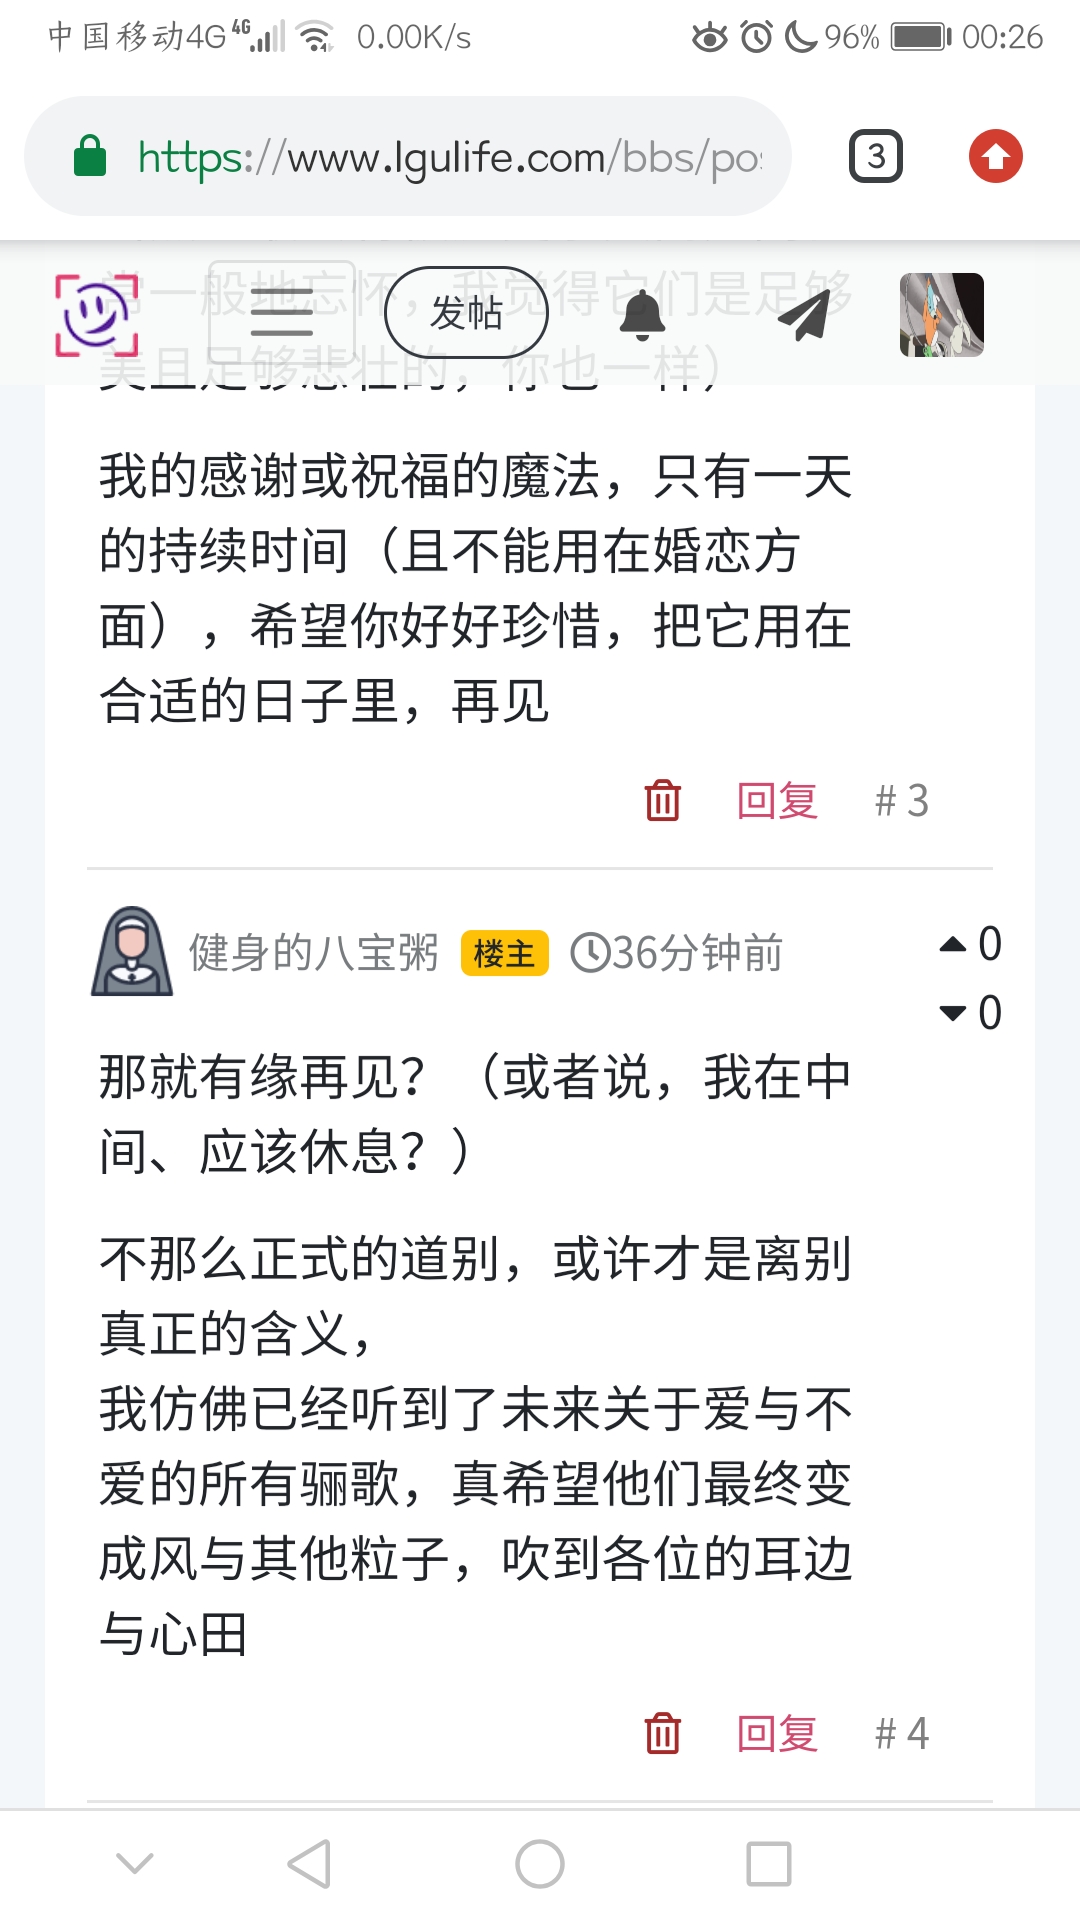 中国移动4G 4G 0.00K/s 96% 00:26
https://www.lgulife.com/bbs/pos
3
常一般地忘怀，我觉得它们是足够
发帖
美且足够悲壮的，你也一样）
我的感谢或祝福的魔法，只有一天
的持续时间（且不能用在婚恋方
面），希望你好好珍惜，把它用在
合适的日子里，再见
回复 #3
健身的八宝粥 楼主 36分钟前
0
0
那就有缘再见？（或者说，我在中
间、应该休息？）
不那么正式的道别，或许才是离别
真正的含义，
我仿佛已经听到了未来关于爱与不
爱的所有骊歌，真希望他们最终变
成风与其他粒子，吹到各位的耳边
与心田
回复 #4